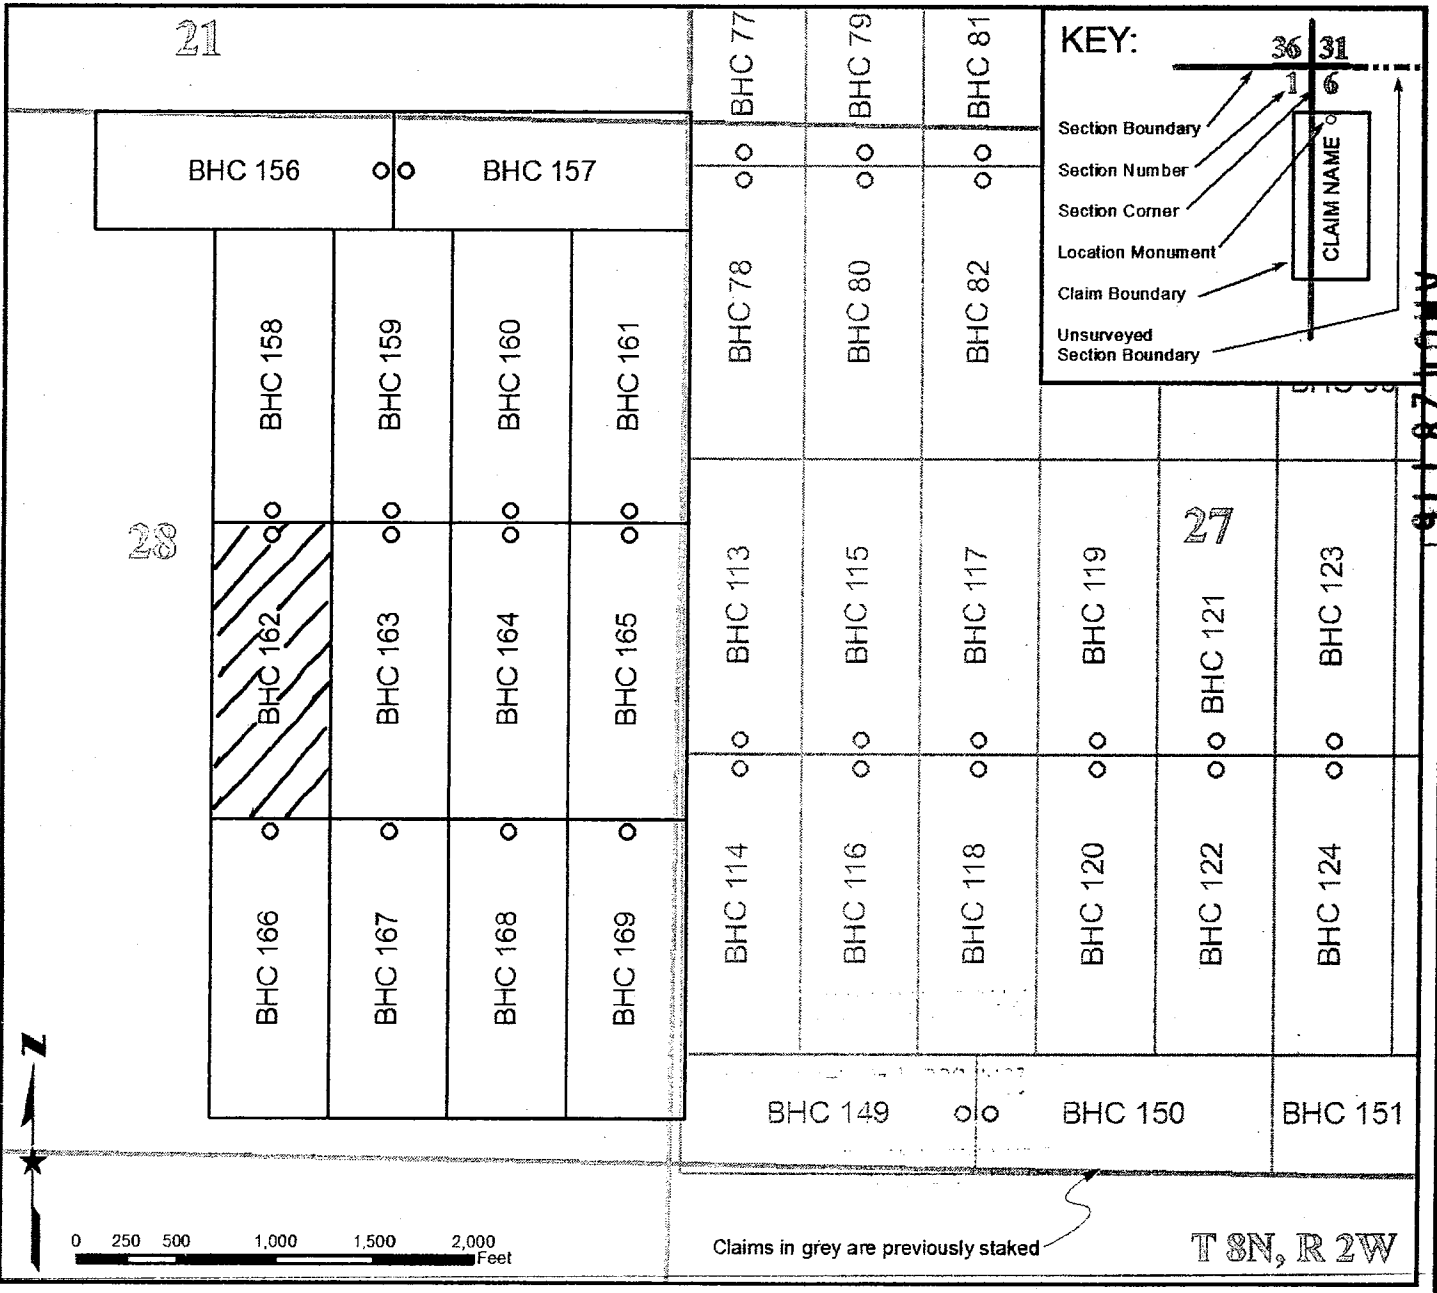 21
BHC 77
BHC 79
BHC 81
KEY:
36 31
1 6
Section Boundary
Section Number
Section Corner
Location Monument
Claim Boundary
Unsurveyed
Section Boundary
CLAIM NAME
BHC 156
BHC 157
BHC 78
BHC 80
BHC 82
BHC 158
BHC 159
BHC 160
BHC 161
28
27
BHC 162
BHC 163
BHC 164
BHC 165
BHC 113
BHC 115
BHC 117
BHC 119
BHC 121
BHC 123
BHC 166
BHC 167
BHC 168
BHC 169
BHC 114
BHC 116
BHC 118
BHC 120
BHC 122
BHC 124
BHC 149
BHC 150
BHC 151
N
0 250 500 1,000 1,500 2,000
Feet
Claims in grey are previously staked
T 8N, R 2W